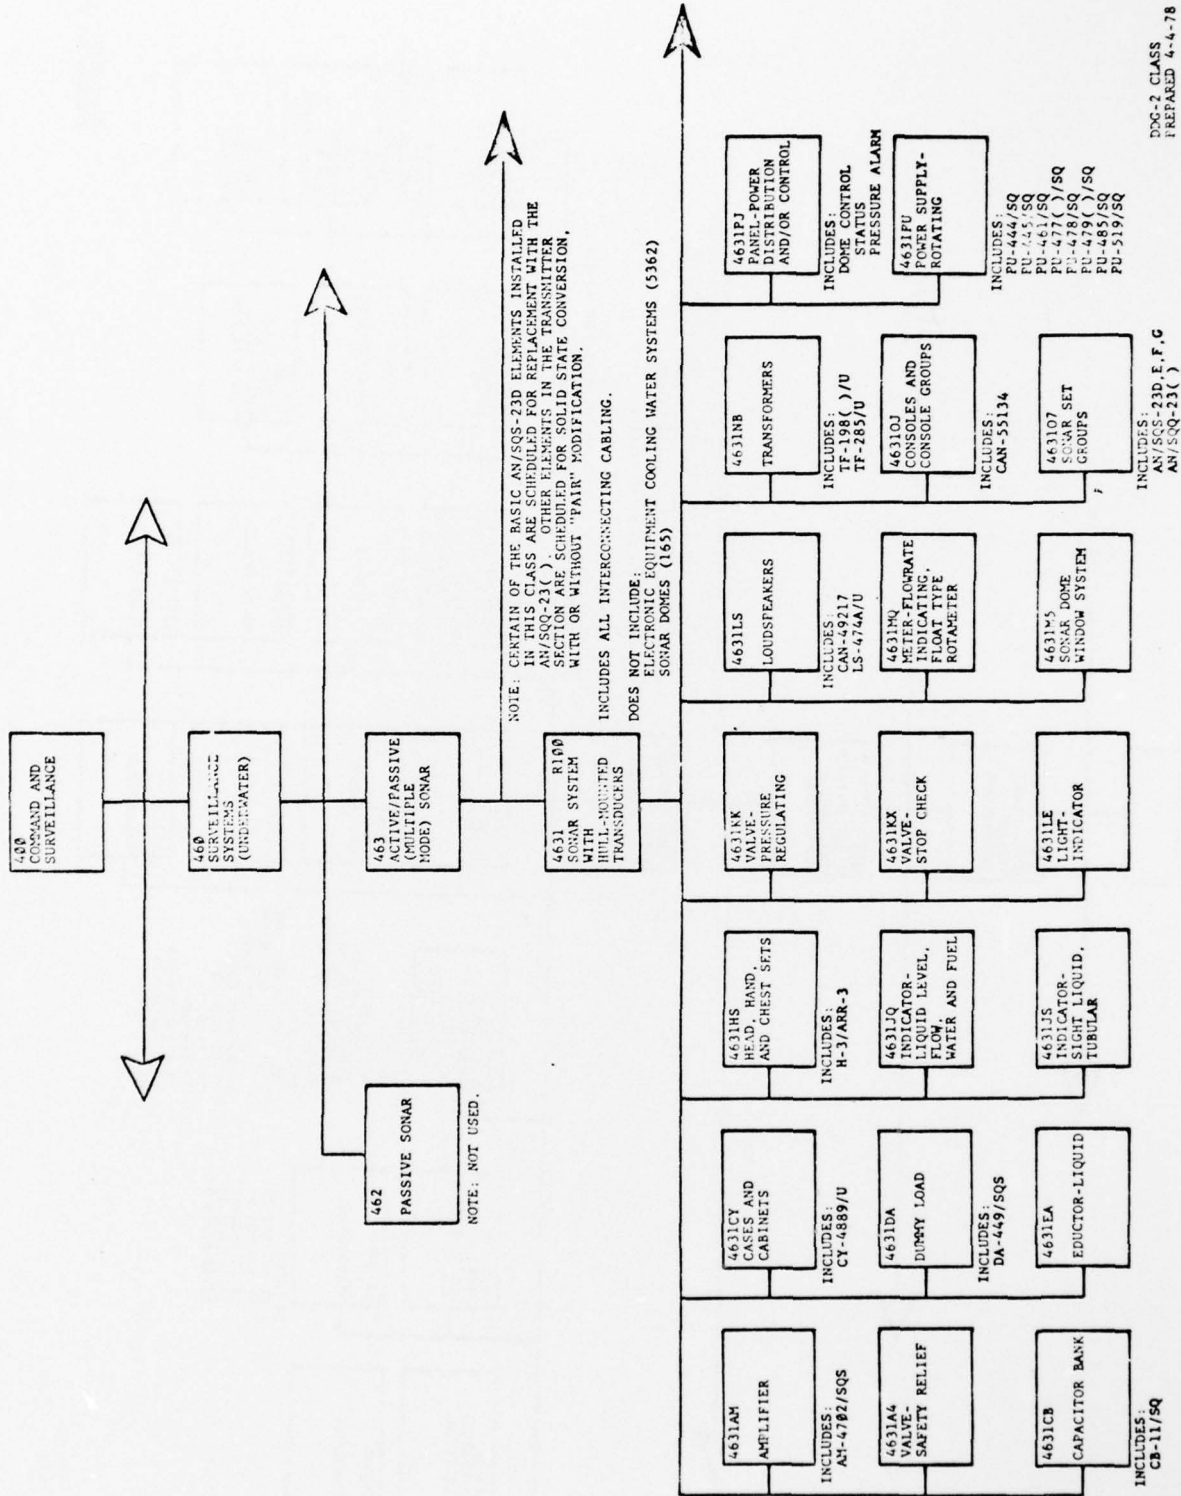 400
COMMAND AND
SURVEILLANCE
460
SURVEILLANCE
SYSTEMS
(UNDERWATER)
462
PASSIVE SONAR
NOTE: NOT USED.
463
ACTIVE/PASSIVE
(MULTIPLE
MODE) SONAR
NOTE: CERTAIN OF THE BASIC AN/SQS-23D ELEMENTS INSTALLED
IN THIS CLASS ARE SCHEDULED FOR REPLACEMENT WITH THE
AN/SQQ-23( ). OTHER ELEMENTS IN THE TRANSMITTER
SECTION ARE SCHEDULED FOR SOLID STATE CONVERSION,
WITH OR WITHOUT "PAIR" MODIFICATION.
4631 R100
SONAR SYSTEM
WITH
HULL-MOUNTED
TRANSDUCERS
INCLUDES ALL INTERCONNECTING CABLING.
DOES NOT INCLUDE:
ELECTRONIC EQUIPMENT COOLING WATER SYSTEMS (5362)
SONAR DOMES (165)
4631AM
AMPLIFIER
INCLUDES:
AM-4702/SQS
4631A4
VALVE-
SAFETY RELIEF
4631CB
CAPACITOR BANK
INCLUDES:
CB-11/SQ
4631CY
CASES AND
CABINETS
INCLUDES:
CY-4889/U
4631DA
DUMMY LOAD
INCLUDES:
DA-449/SQS
4631EA
EDUCTOR-LIQUID
4631HS
HEAD, HAND,
AND CHEST SETS
INCLUDES:
H-3/ARR-3
4631JQ
INDICATOR-
LIQUID LEVEL,
FLOW,
WATER AND FUEL
4631JS
INDICATOR-
SIGHT LIQUID,
TUBULAR
4631KK
VALVE-
PRESSURE
REGULATING
4631KX
VALVE-
STOP CHECK
4631LE
LIGHT-
INDICATOR
4631LS
LOUDSPEAKERS
INCLUDES:
CAN-49217
LS-474A/U
4631MQ
METER-FLOWRATE
INDICATING,
FLOAT TYPE
ROTAMETER
4631M5
SONAR DOME
WINDOW SYSTEM
4631NB
TRANSFORMERS
INCLUDES:
TF-198( )/U
TF-285/U
4631OJ
CONSOLES AND
CONSOLE GROUPS
INCLUDES:
CAN-55134
4631O7
SONAR SET
GROUPS
INCLUDES:
AN/SQS-23D,E,F,G
AN/SQQ-23( )
4631PJ
PANEL-POWER
DISTRIBUTION
AND/OR CONTROL
INCLUDES:
DOME CONTROL
STATUS
PRESSURE ALARM
4631PU
POWER SUPPLY-
ROTATING
INCLUDES:
PU-444/SQ
PU-445/SQ
PU-461/SQ
PU-477( )/SQ
PU-478/SQ
PU-479( )/SQ
PU-485/SQ
PU-519/SQ
DDG-2 CLASS
PREPARED 4-4-78